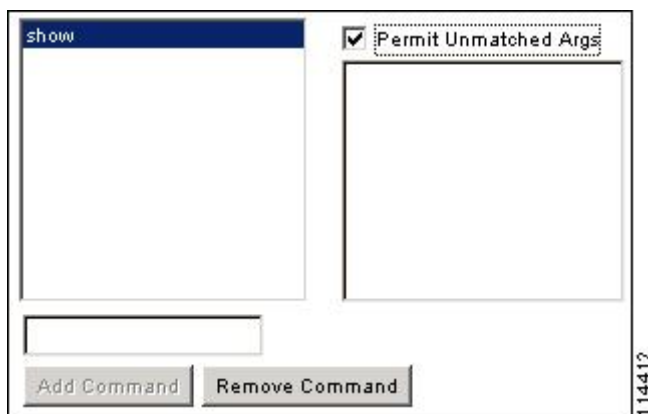 show
Permit Unmatched Args
Add Command
Remove Command
114412